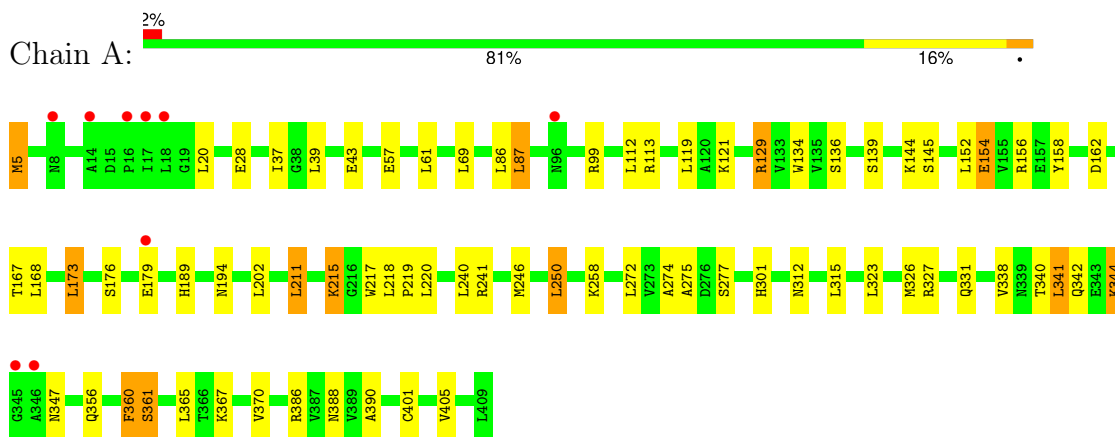 2%
Chain A:
81% 16% •
M5 N8 A14 D15 P16 I17 L18 G19 L20 E28 I37 G38 L39 E43 E57 L61 L69 L86 L87 N96 R99 L112 R113 L119 A120 K121 R129 V133 W134 V135 S136 S139 K144 S145 L152 E154 V155 R156 E157 Y158 D162
T167 L168 L173 S176 E179 H189 N194 L202 L211 K215 G216 W217 L218 P219 L220 L240 R241 M246 L250 K258 L272 V273 A274 A275 D276 S277 H301 N312 L315 L323 M326 R327 Q331 V338 N339 T340 L341 Q342 E343 K344
G345 A346 N347 Q356 F360 S361 L365 T366 K367 V370 R386 V387 N388 V389 A390 C401 V405 L409